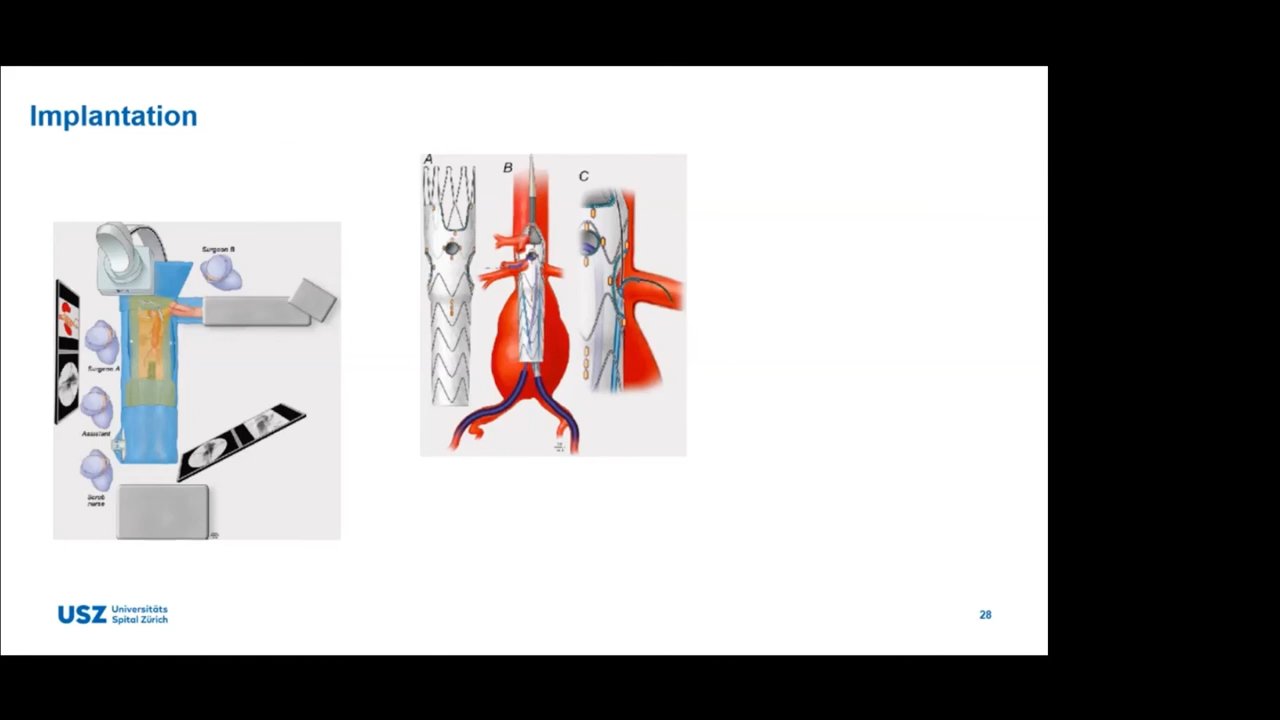 Implantation
A
B
C
Surgeon B
Surgeon A
Assistant
Scrub
nurse
USZ Universitäts
Spital Zürich
28